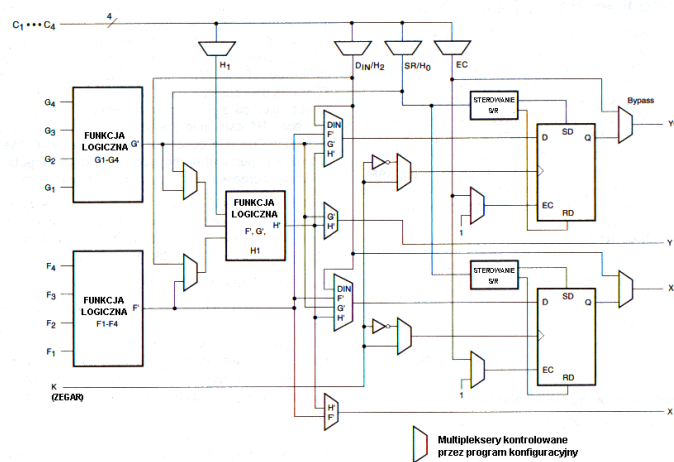 C1 ••• C4
4
H1
DIN/H2
SR/H0
EC
G4
G3
G2
G1
FUNKCJA
LOGICZNA
G1-G4
G'
DIN
F'
G'
H'
STEROWANIE
S/R
Bypass
D
SD
Q
EC
RD
1
Y
FUNKCJA
LOGICZNA
F', G',
H1
H'
G'
H'
Y
F4
F3
F2
F1
FUNKCJA
LOGICZNA
F1-F4
F'
DIN
F'
G'
H'
STEROWANIE
S/R
D
SD
Q
EC
RD
1
X
K
(ZEGAR)
H'
F'
X
Multipleksery kontrolowane
przez program konfiguracyjny